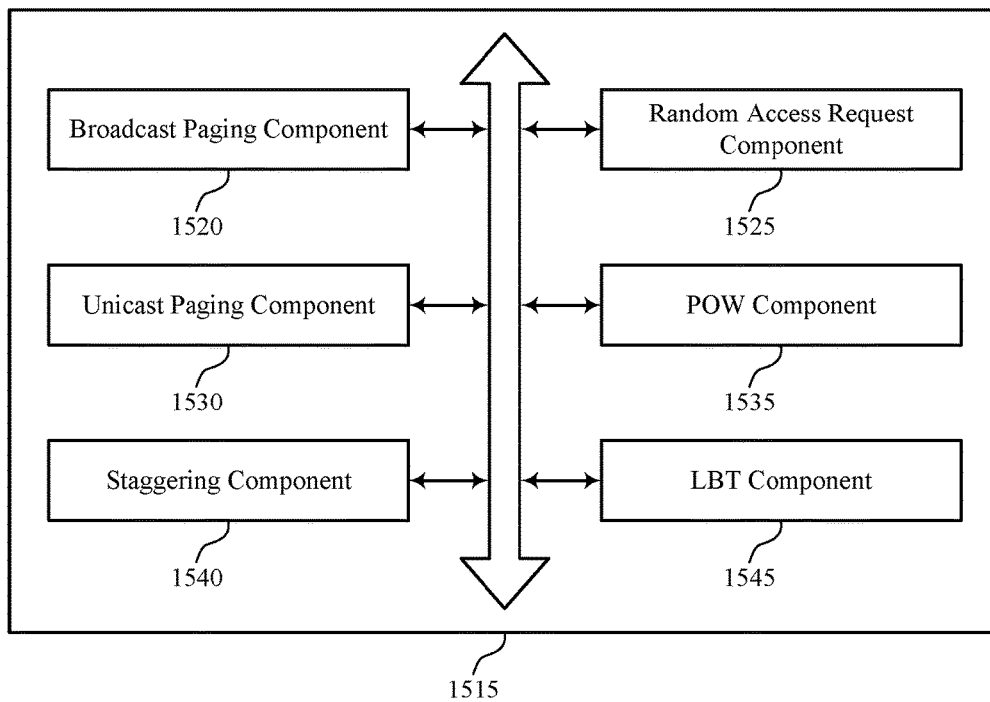 Broadcast Paging Component
Random Access Request
Component
1520
1525
Unicast Paging Component
POW Component
1530
1535
Staggering Component
LBT Component
1540
1545
1515